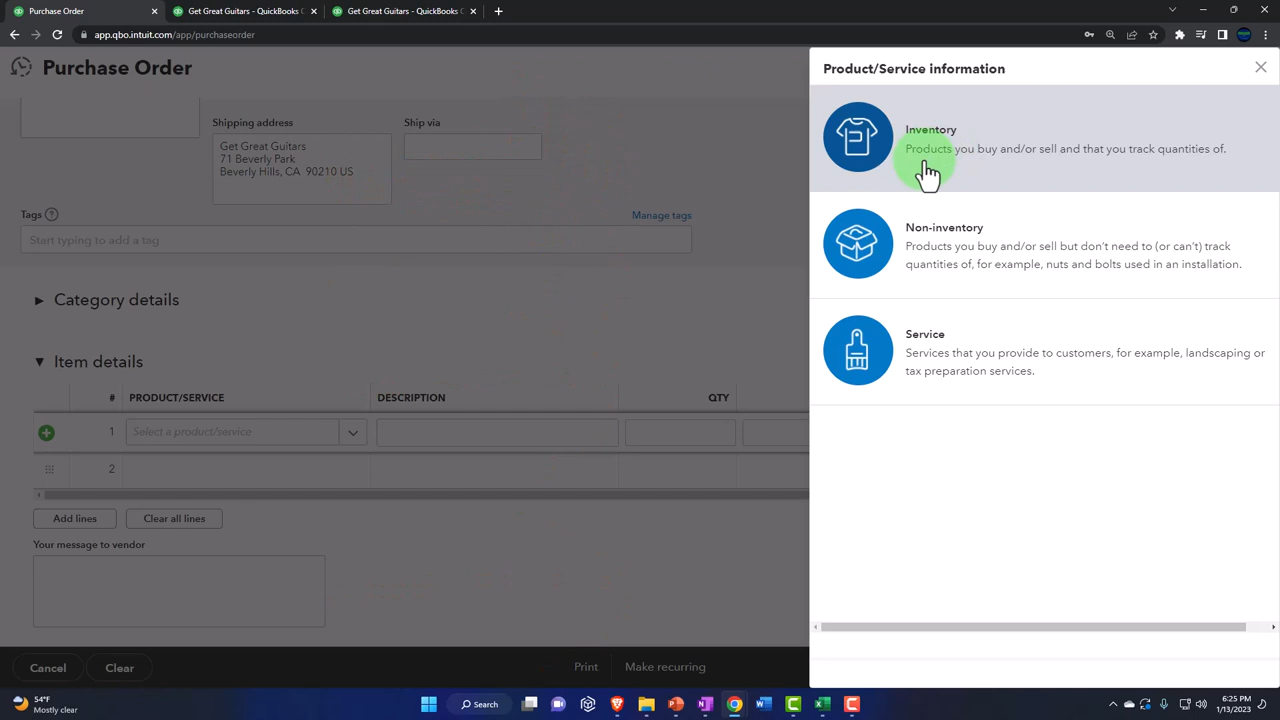 Purchase Order
Get Great Guitars - QuickBooks C
Get Great Guitars - QuickBooks C
app.qbo.intuit.com/app/purchaseorder
Purchase Order
Shipping address
Ship via
Get Great Guitars
71 Beverly Park
Beverly Hills, CA 90210 US
Tags
Manage tags
Start typing to add a tag
Category details
Item details
# PRODUCT/SERVICE DESCRIPTION QTY
1 Select a product/service
2
Add lines Clear all lines
Your message to vendor
Cancel Clear Print Make recurring
Product/Service information
Inventory
Products you buy and/or sell and that you track quantities of.
Non-inventory
Products you buy and/or sell but don't need to (or can't) track
quantities of, for example, nuts and bolts used in an installation.
Service
Services that you provide to customers, for example, landscaping or
tax preparation services.
54°F
Mostly clear
Search
6:25 PM
1/13/2023